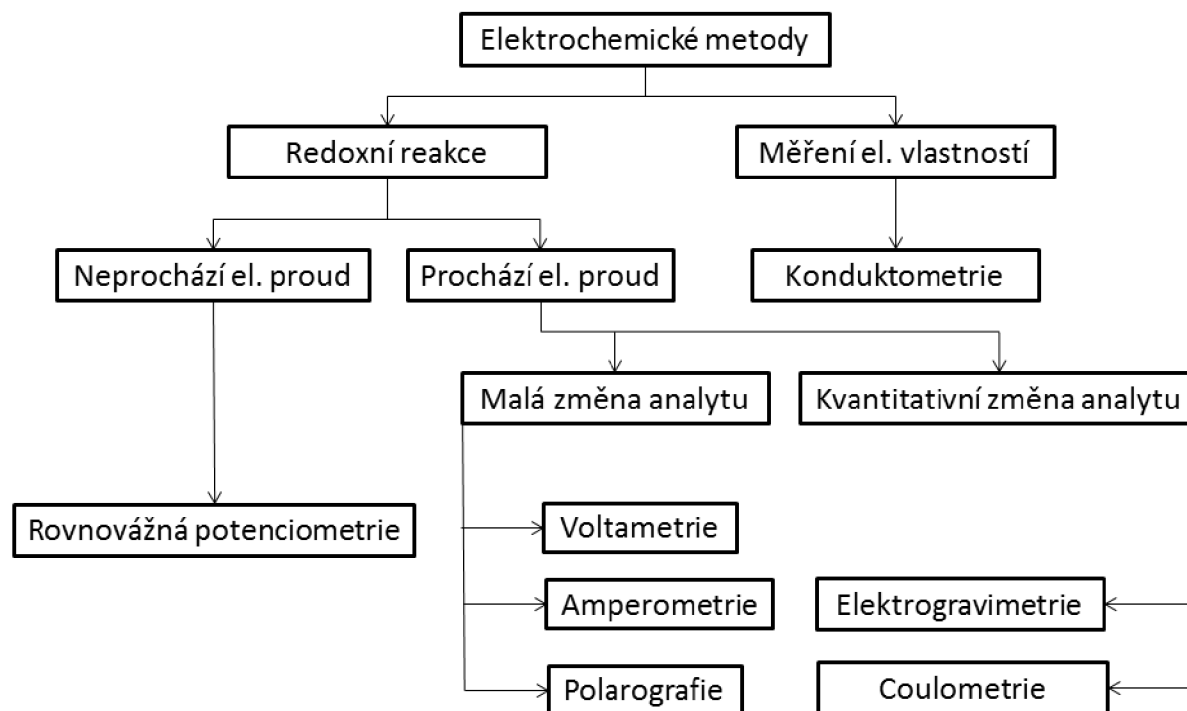 Elektrochemické metody
Redoxní reakce
Měření el. vlastností
Neprochází el. proud
Prochází el. proud
Konduktometrie
Malá změna analytu
Kvantitativní změna analytu
Rovnovážná potenciometrie
Voltametrie
Amperometrie
Elektrogravimetrie
Polarografie
Coulometrie